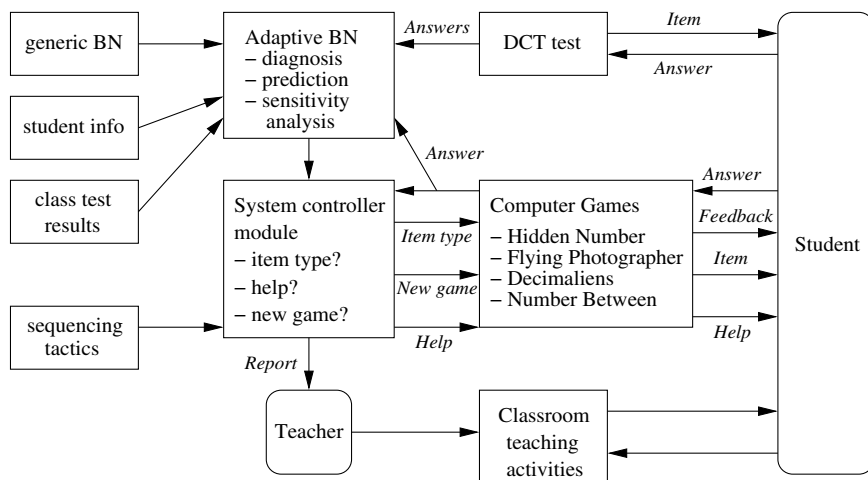 generic BN
student info
class test
results
sequencing
tactics
Adaptive BN
– diagnosis
– prediction
– sensitivity
analysis
Answers
DCT test
Item
Answer
Answer
System controller
module
- item type?
- help?
- new game?
Item type
New game
Help
Computer Games
– Hidden Number
– Flying Photographer
– Decimaliens
– Number Between
Answer
Feedback
Item
Help
Student
Report
Teacher
Classroom
teaching
activities